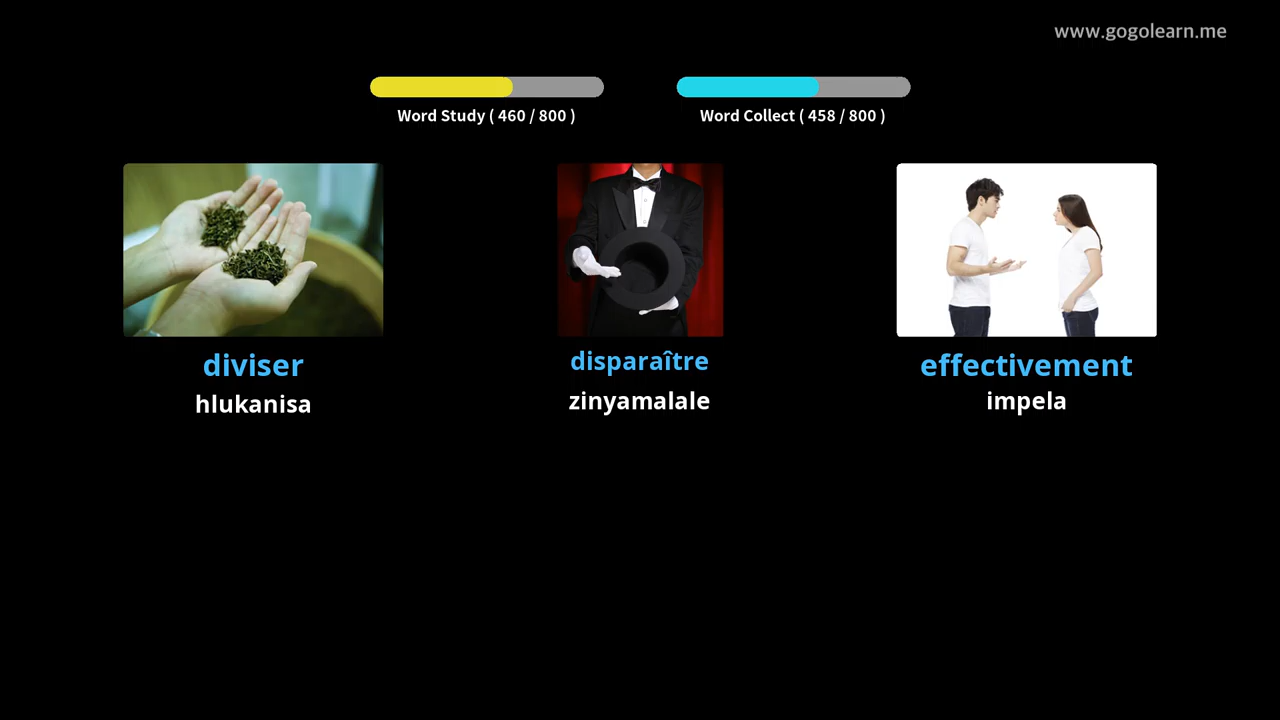 www.gogolearn.me
Word Study ( 460 / 800 )
Word Collect ( 458 / 800 )
diviser
disparaître
effectivement
hlukanisa
zinyamalale
impela